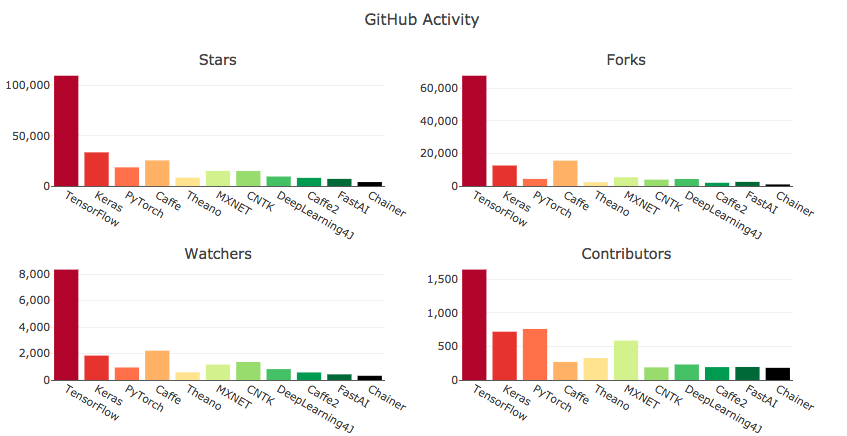 GitHub Activity
Stars
100,000
50,000
0
TensorFlow
Keras
PyTorch
Caffe
Theano
MXNET
CNTK
DeepLearning4J
Caffe2
FastAI
Chainer
Forks
60,000
40,000
20,000
0
TensorFlow
Keras
PyTorch
Caffe
Theano
MXNET
CNTK
DeepLearning4J
Caffe2
FastAI
Chainer
Watchers
8,000
6,000
4,000
2,000
0
TensorFlow
Keras
PyTorch
Caffe
Theano
MXNET
CNTK
DeepLearning4J
Caffe2
FastAI
Chainer
Contributors
1,500
1,000
500
0
TensorFlow
Keras
PyTorch
Caffe
Theano
MXNET
CNTK
DeepLearning4J
Caffe2
FastAI
Chainer